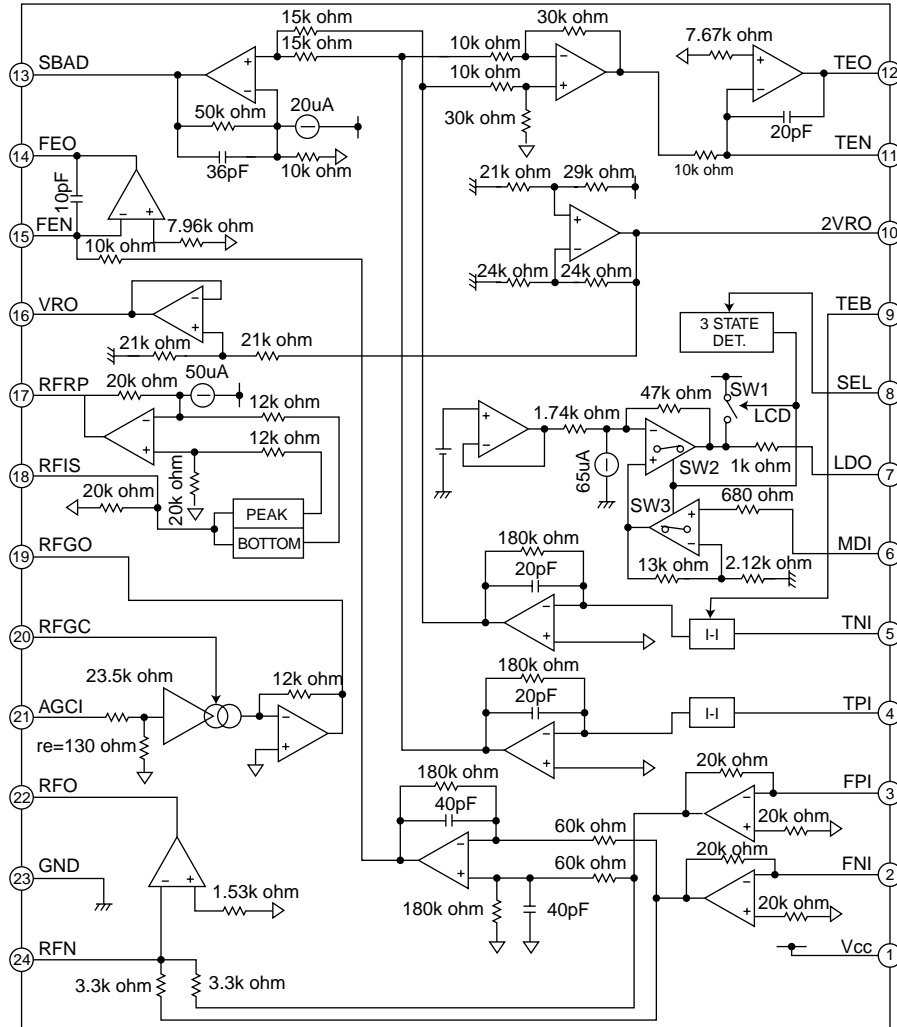 15k ohm
30k ohm
15k ohm
10k ohm
7.67k ohm
SBAD
13
+
−
−
+
10k ohm
+
−
TEO
12
50k ohm
20uA
30k ohm
20pF
FEO
14
TEN
11
36pF
10k ohm
10k ohm
10pF
21k ohm
29k ohm
− +
7.96k ohm
FEN
15
10k ohm
+
−
2VRO
10
24k ohm
24k ohm
VRO
16
−
+
TEB
9
21k ohm
21k ohm
3 STATE
DET.
50uA
RFRP
17
20k ohm
12k ohm
SEL
8
47k ohm
SW1
LCD
−
+
12k ohm
+
−
1.74k ohm
−
+
SW2
RFIS
18
20k ohm
20k ohm
65uA
1k ohm
LDO
7
PEAK
BOTTOM
SW3
680 ohm
+
−
RFGO
19
180k ohm
MDI
6
20pF
13k ohm
2.12k ohm
RFGC
20
−
+
I-I
TNI
5
23.5k ohm
12k ohm
180k ohm
20pF
AGCI
21
−
+
I-I
TPI
4
re=130 ohm
−
+
RFO
22
180k ohm
20k ohm
FPI
3
40pF
60k ohm
−
+
20k ohm
GND
23
−
+
60k ohm
20k ohm
FNI
2
− +
1.53k ohm
180k ohm
40pF
−
+
20k ohm
RFN
24
3.3k ohm
3.3k ohm
Vcc
1